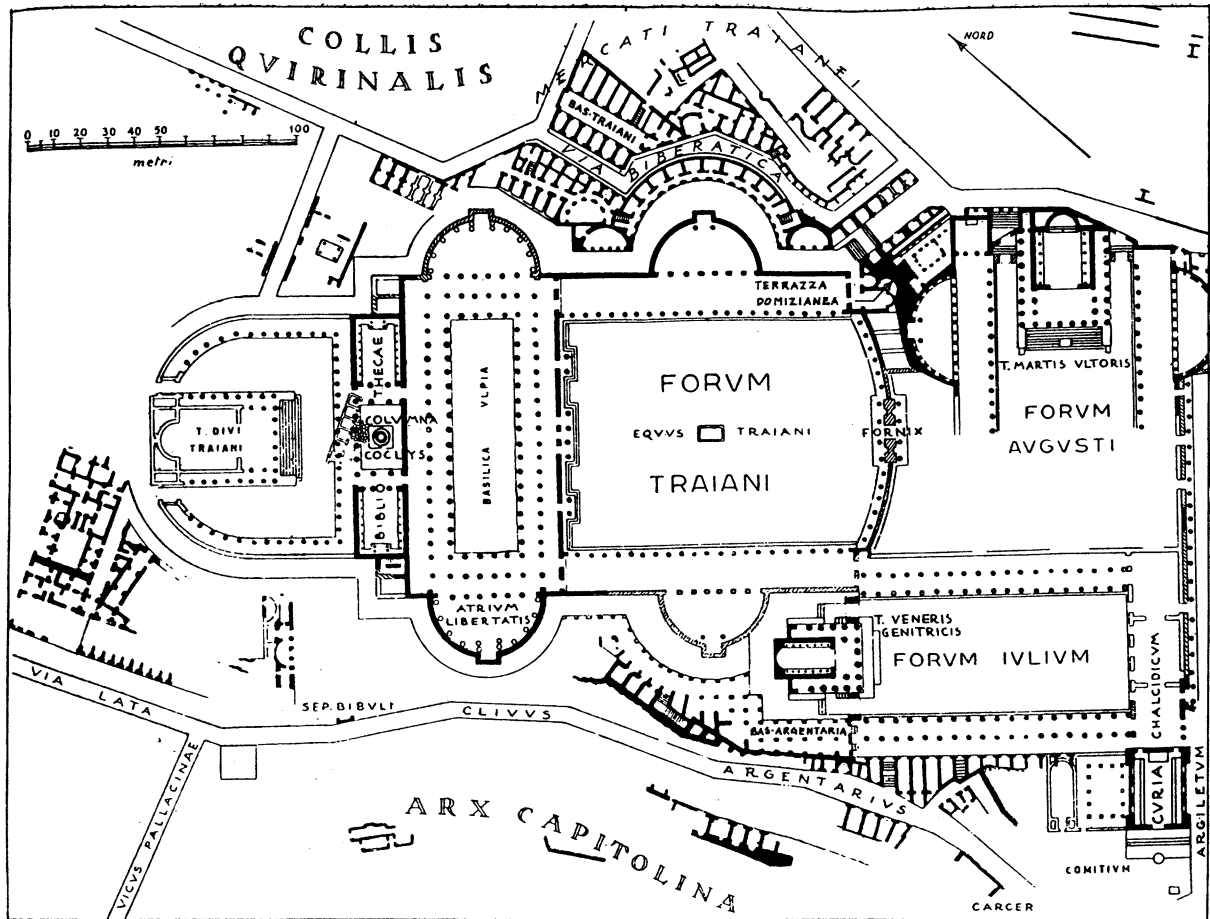 COLLIS
QVIRINALIS
MERCATI TRAIANI
NORD
0 10 20 30 40 50 100
metri
BAS·TRAIANI
VIA BIBERATICA
TERRAZZA
DOMIZIANEA
T. MARTIS VLTORIS
FORVM
AVGVSTI
THECAE
COLVMNA
COCLYS
BIBLIO
T. DIVI
TRAIANI
BASILICA VLPIA
FORVM
EQVVS TRAIANI
TRAIANI
FORNIX
ATRIVM
LIBERTATIS
T. VENERIS
GENITRICIS
FORVM IVLIVM
CHALCIDICVM
VIA LATA
SEP. BIBVLI
CLIVVS ARGENTARIVS
BAS·ARGENTARIA
CVRIA
ARGILETVM
VICVS PALLACINAE
ARX CAPITOLINA
COMITIVM
CARCER